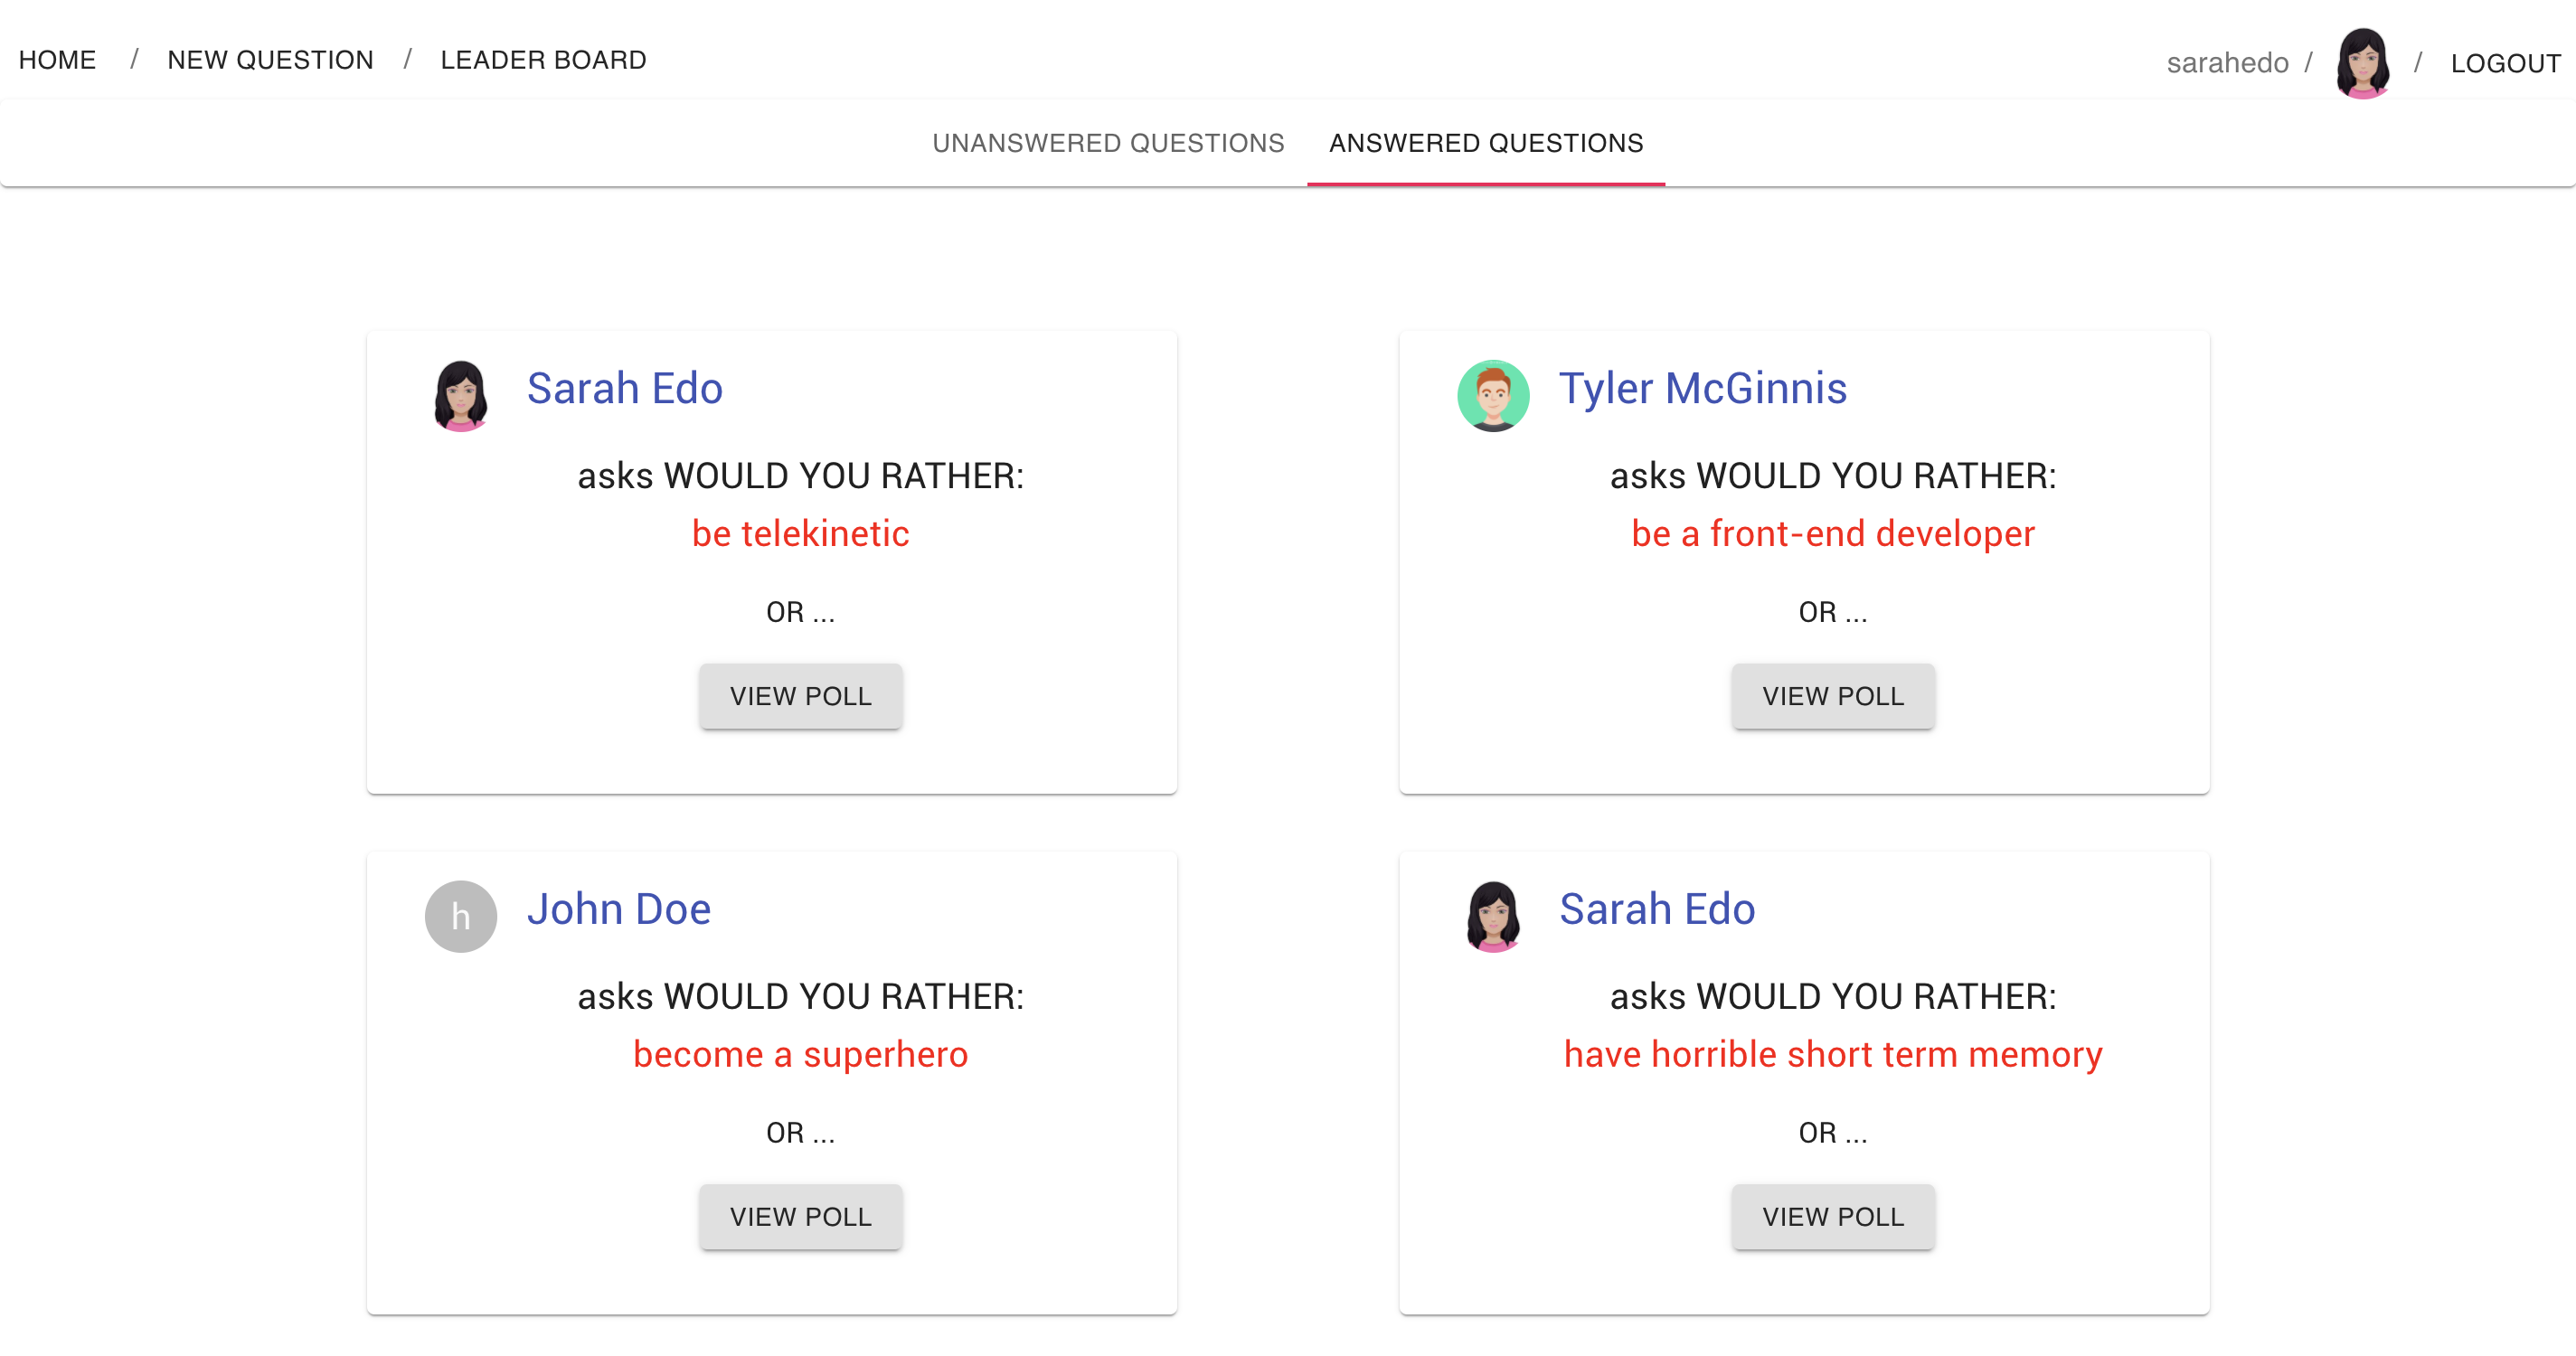 HOME / NEW QUESTION / LEADER BOARD
sarahedo / / LOGOUT
UNANSWERED QUESTIONS ANSWERED QUESTIONS
Sarah Edo
asks WOULD YOU RATHER:
be telekinetic
OR ...
VIEW POLL
Tyler McGinnis
asks WOULD YOU RATHER:
be a front-end developer
OR ...
VIEW POLL
h
John Doe
asks WOULD YOU RATHER:
become a superhero
OR ...
VIEW POLL
Sarah Edo
asks WOULD YOU RATHER:
have horrible short term memory
OR ...
VIEW POLL